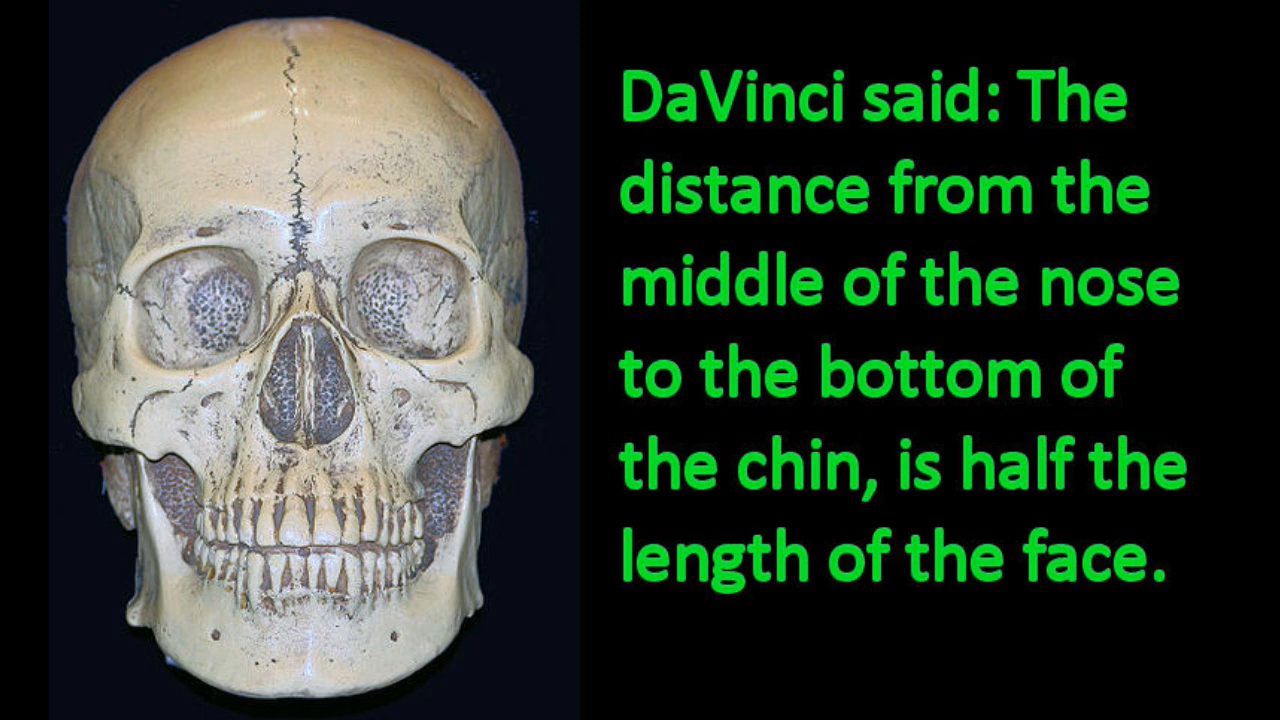 DaVinci said: The
distance from the
middle of the nose
to the bottom of
the chin, is half the
length of the face.